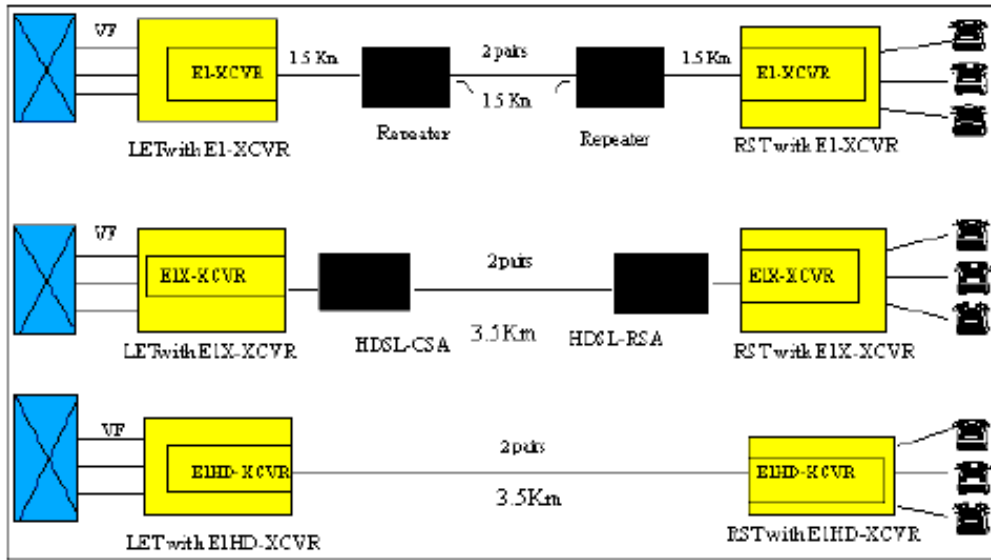 VF
E1-XCVR
1.5 Km
Repeater
2 pairs
1.5 Km
Repeater
1.5 Km
E1-XCVR
LET with E1-XCVR
RST with E1-XCVR
VF
E1X-XCVR
HDSL-CSA
2 pairs
3.5Km
HDSL-RSA
E1X-XCVR
LET with E1X-XCVR
RST with E1X-XCVR
VF
E1HD-XCVR
2 pairs
3.5Km
E1HD-XCVR
LET with E1HD-XCVR
RST with E1HD-XCVR